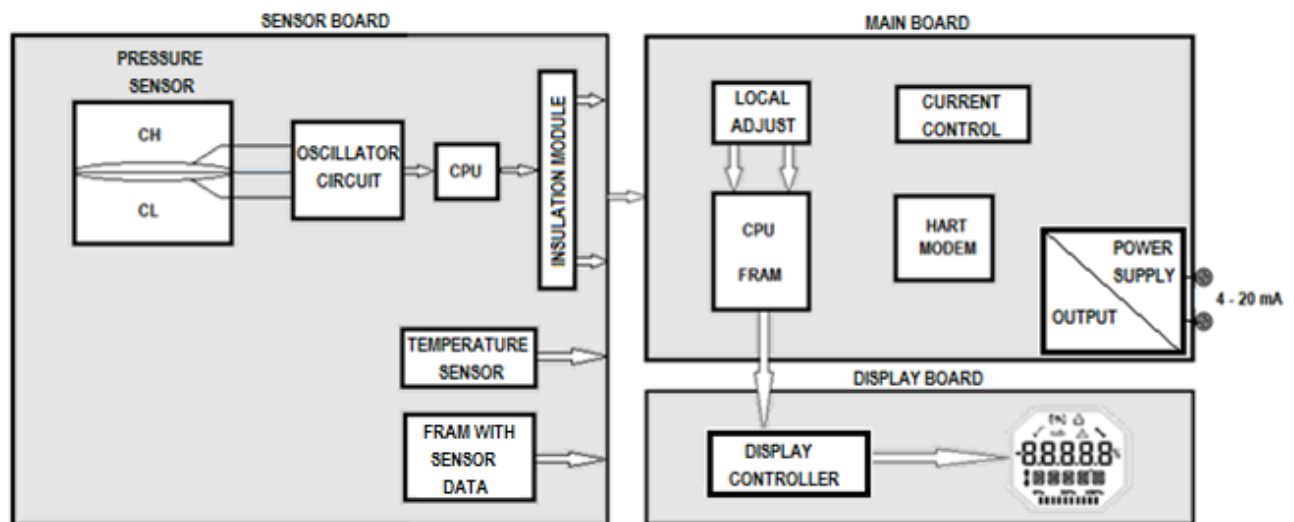 SENSOR BOARD
PRESSURE
SENSOR
CH
CL
OSCILLATOR
CIRCUIT
CPU
INSULATION MODULE
TEMPERATURE
SENSOR
FRAM WITH
SENSOR
DATA
MAIN BOARD
LOCAL
ADJUST
CURRENT
CONTROL
CPU
FRAM
HART
MODEM
POWER
SUPPLY
OUTPUT
4 - 20 mA
DISPLAY BOARD
DISPLAY
CONTROLLER
-8.8.8.8.8%